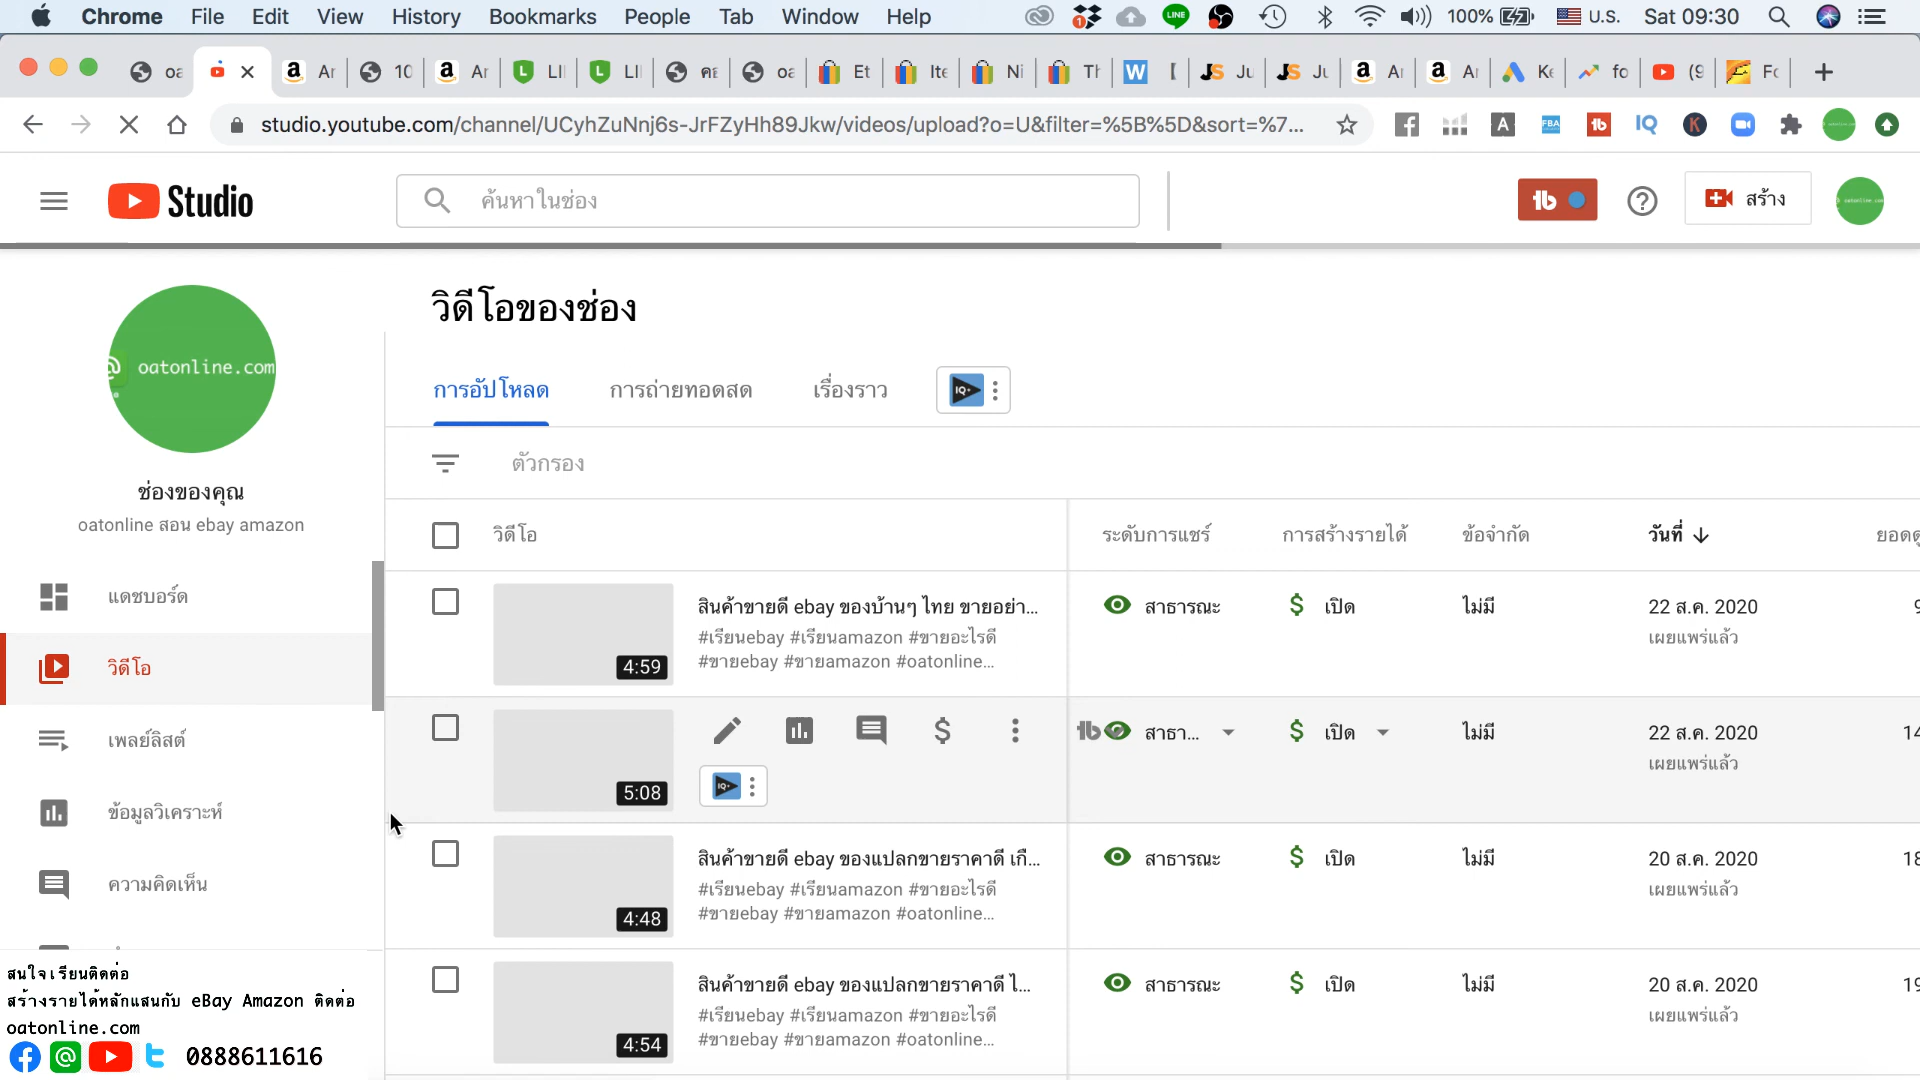 Chrome File Edit View History Bookmarks People Tab Window Help 100% U.S. Sat 09:30
studio.youtube.com/channel/UCyhZuNnj6s-JrFZyHh89Jkw/videos/upload?o=U&filter=%5B%5D&sort=%7...
Studio
ค้นหาในช่อง
สร้าง
oatonline.com
ช่องของคุณ
oatonline สอน ebay amazon
แดชบอร์ด
วิดีโอ
เพลย์ลิสต์
ข้อมูลวิเคราะห์
ความคิดเห็น
วิดีโอของช่อง
การอัปโหลด การถ่ายทอดสด เรื่องราว
ตัวกรอง
วิดีโอ ระดับการแชร์ การสร้างรายได้ ข้อจำกัด วันที่
4:59
สินค้าขายดี ebay ของบ้านๆ ไทย ขายอย่า...
#เรียนebay #เรียนamazon #ขายอะไรดี
#ขายebay #ขายamazon #oatonline...
สาธารณะ เปิด ไม่มี 22 ส.ค. 2020
เผยแพร่แล้ว
5:08
สาธา... เปิด ไม่มี 22 ส.ค. 2020
เผยแพร่แล้ว
4:48
สินค้าขายดี ebay ของแปลกขายราคาดี เกื...
#เรียนebay #เรียนamazon #ขายอะไรดี
#ขายebay #ขายamazon #oatonline...
สาธารณะ เปิด ไม่มี 20 ส.ค. 2020
เผยแพร่แล้ว
4:54
สินค้าขายดี ebay ของแปลกขายราคาดี ไ...
#เรียนebay #เรียนamazon #ขายอะไรดี
#ขายebay #ขายamazon #oatonline...
สาธารณะ เปิด ไม่มี 20 ส.ค. 2020
เผยแพร่แล้ว
สนใจเรียนติดต่อ
สร้างรายได้หลักแสนกับ eBay Amazon ติดต่อ
oatonline.com
0888611616